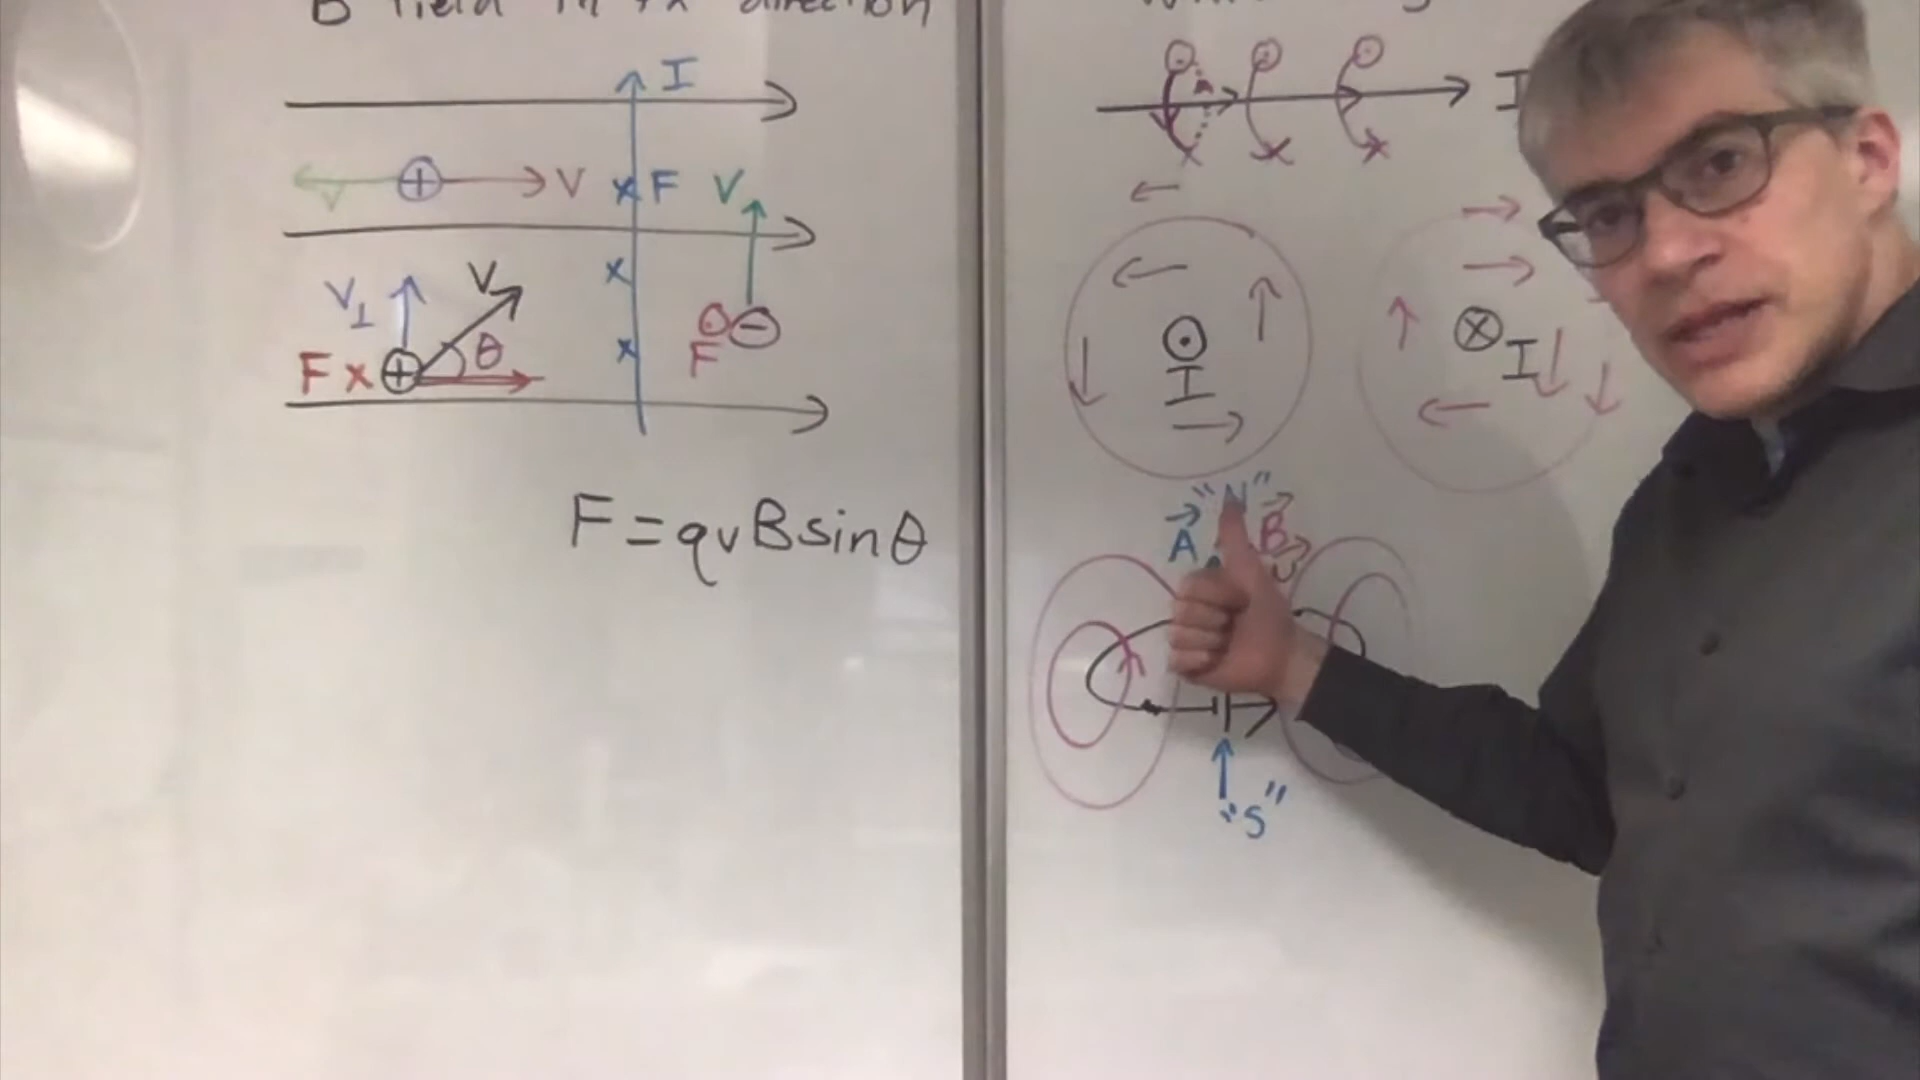 B field in +x direction
I
V
V
F
V
V⊥
V
θ
F
F
F = qvBsinθ
I
I
I
"N"
A
B
"S"